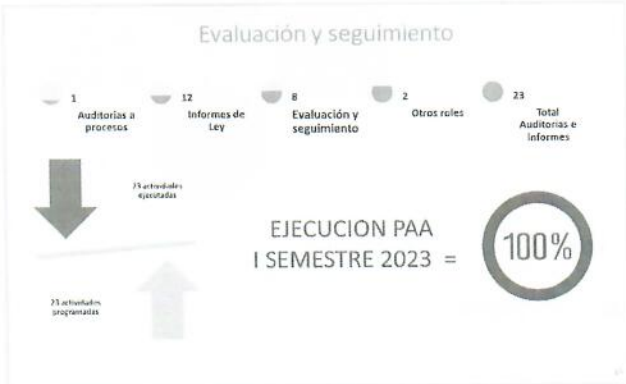 Evaluación y seguimiento
1
Auditorias a
procesos
12
Informes de
Ley
8
Evaluación y
seguimiento
2
Otros roles
23
Total
Auditorias e
Informes
23 actividades
ejecutadas
EJECUCION PAA
I SEMESTRE 2023 =
100%
23 actividades
programadas